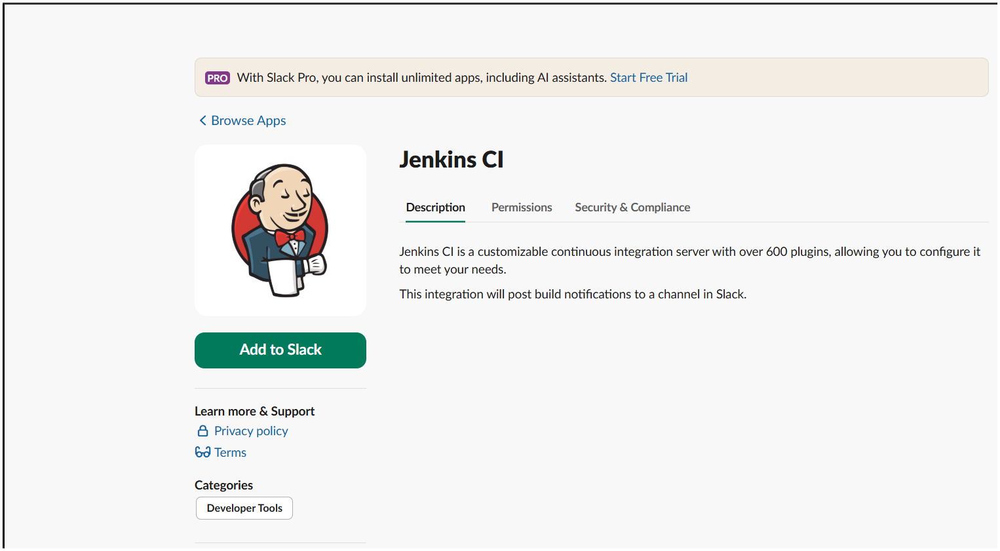 PRO With Slack Pro, you can install unlimited apps, including AI assistants. Start Free Trial
Browse Apps
Jenkins CI
Description Permissions Security & Compliance
Jenkins CI is a customizable continuous integration server with over 600 plugins, allowing you to configure it
to meet your needs.
This integration will post build notifications to a channel in Slack.
Add to Slack
Learn more & Support
Privacy policy
Terms
Categories
Developer Tools